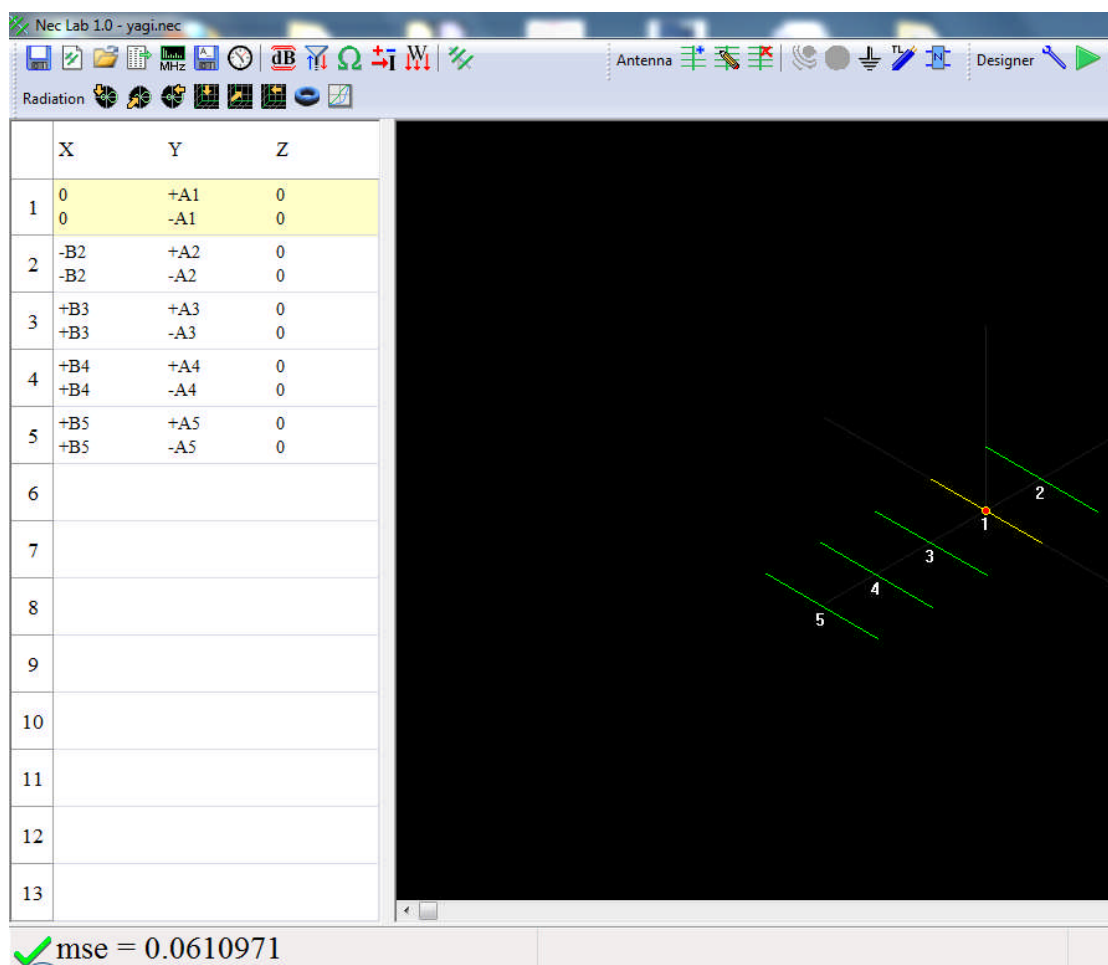 Nec Lab 1.0 - yagi.nec
MHz A dB Ω I W Antenna TL N Designer
Radiation
X Y Z
1 0 +A1 0
0 -A1 0
2 -B2 +A2 0
-B2 -A2 0
3 +B3 +A3 0
+B3 -A3 0
4 +B4 +A4 0
+B4 -A4 0
5 +B5 +A5 0
+B5 -A5 0
6
7
8
9
10
11
12
13
2
1
3
4
5
mse = 0.0610971